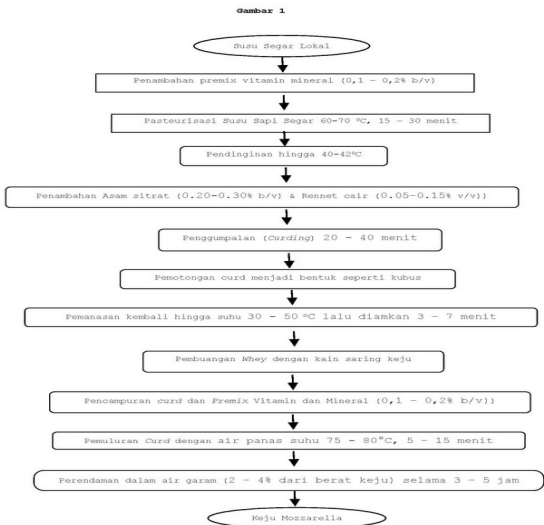 Gambar 1
Susu Segar Lokal
Penambahan premix vitamin mineral (0,1 – 0,2% b/v)
Pasteurisasi Susu Sapi Segar 60-70 °C, 15 – 30 menit
Pendinginan hingga 40-42°C
Penambahan Asam sitrat (0.20-0.30% b/v) & Rennet cair (0.05-0.15% v/v))
Penggumpalan (Curding) 20 - 40 menit
Pemotongan curd menjadi bentuk seperti kubus
Pemanasan kembali hingga suhu 30 - 50 °C lalu diamkan 3 – 7 menit
Pembuangan Whey dengan kain saring keju
Pencampuran curd dan Premix Vitamin dan Mineral (0,1 – 0,2% b/v))
Pemuluran Curd dengan air panas suhu 75 - 80°C, 5 – 15 menit
Perendaman dalam air garam (2 – 4% dari berat keju) selama 3 – 5 jam
Keju Mozzarella